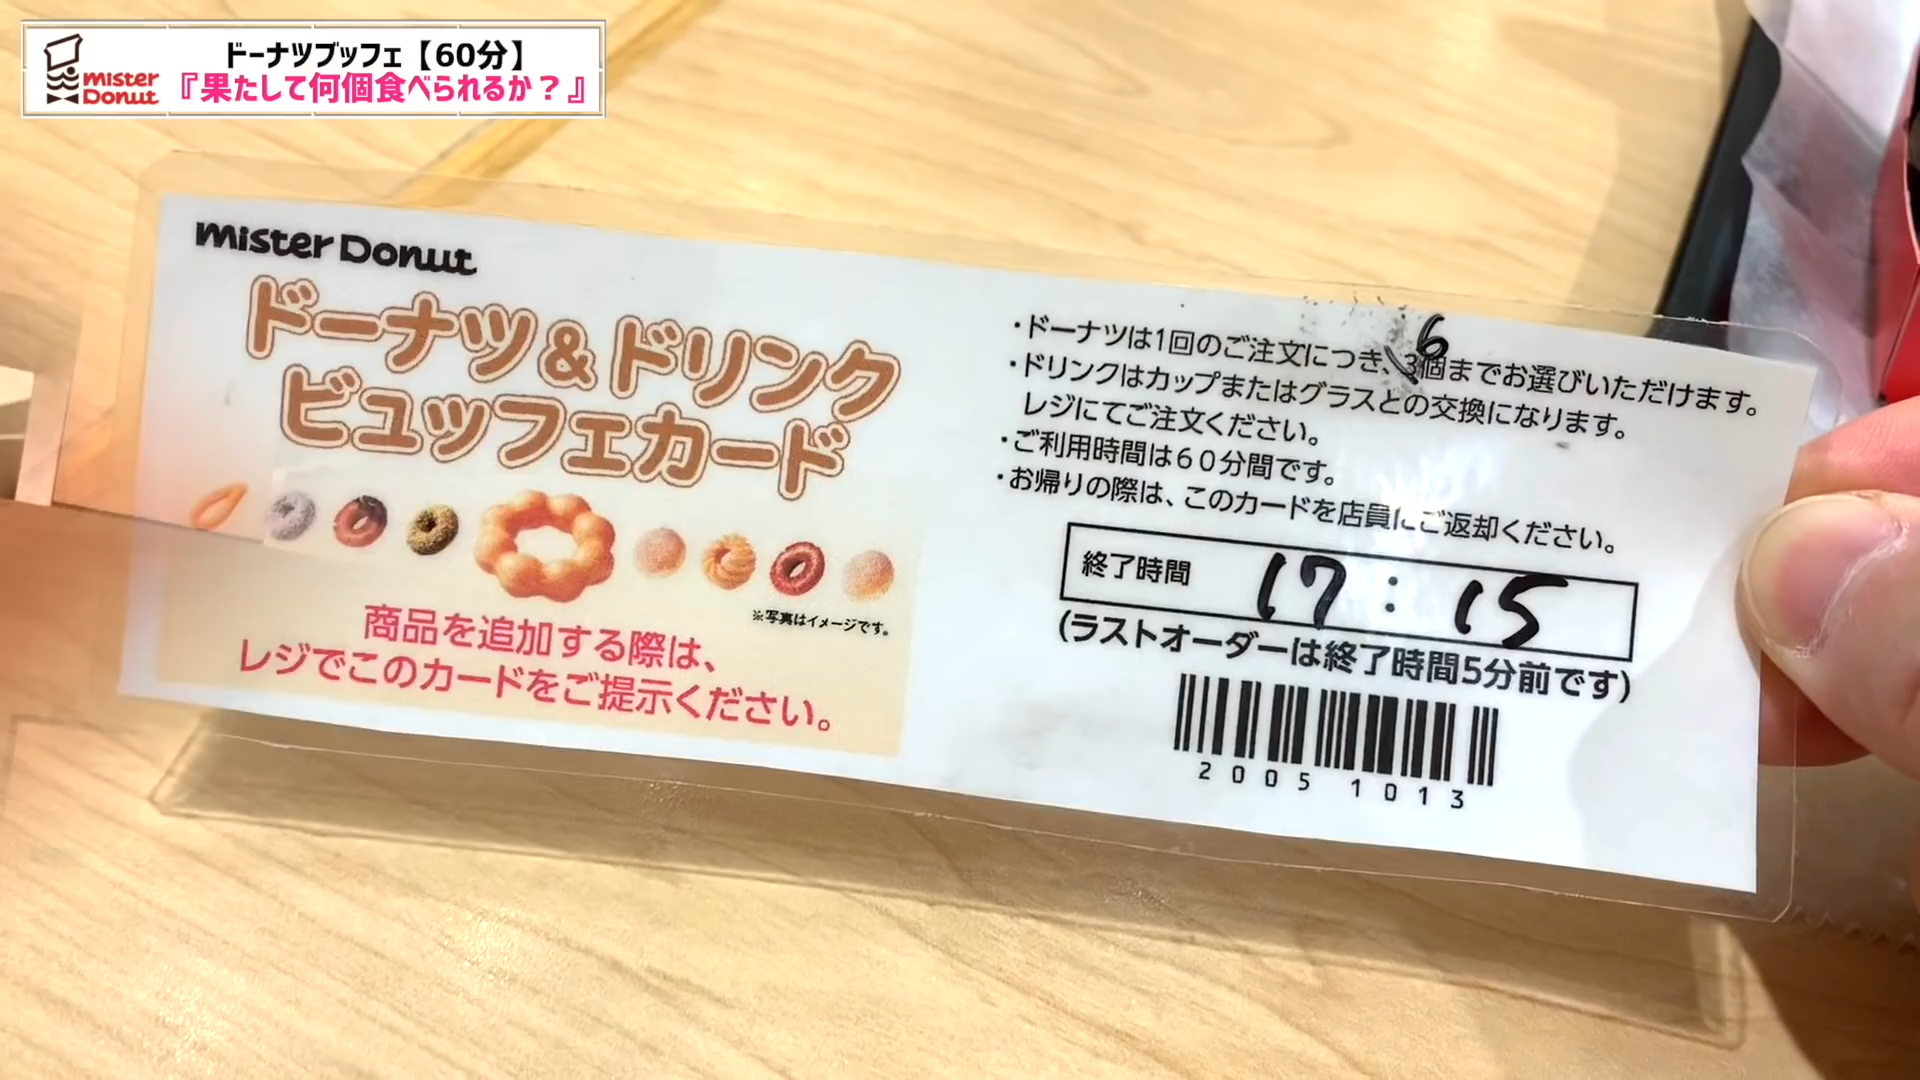 mister Donut
ドーナツブッフェ【60分】
『果たして何個食べられるか？』
mister Donut
ドーナツ&ドリンク
ビュッフェカード
※写真はイメージです。
商品を追加する際は、
レジでこのカードをご提示ください。
6
・ドーナツは1回のご注文につき、3個までお選びいただけます。
・ドリンクはカップまたはグラスとの交換になります。
レジにてご注文ください。
・ご利用時間は60分間です。
・お帰りの際は、このカードを店員にご返却ください。
終了時間 17:15
(ラストオーダーは終了時間5分前です)
2005 1013